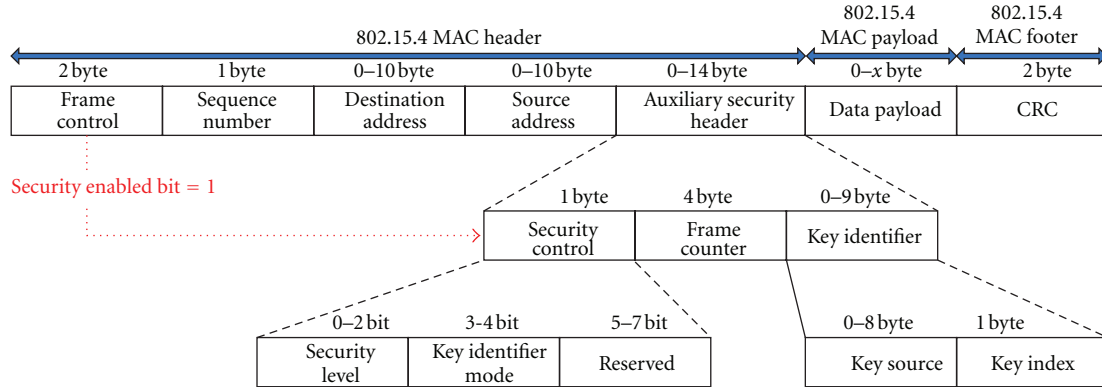 802.15.4 MAC header
802.15.4
MAC payload
802.15.4
MAC footer
2 byte
1 byte
0–10 byte
0–10 byte
0–14 byte
0–x byte
2 byte
Frame
control
Sequence
number
Destination
address
Source
address
Auxiliary security
header
Data payload
CRC
Security enabled bit = 1
1 byte
4 byte
0–9 byte
Security
control
Frame
counter
Key identifier
0–2 bit
3-4 bit
5–7 bit
Security
level
Key identifier
mode
Reserved
0–8 byte
1 byte
Key source
Key index